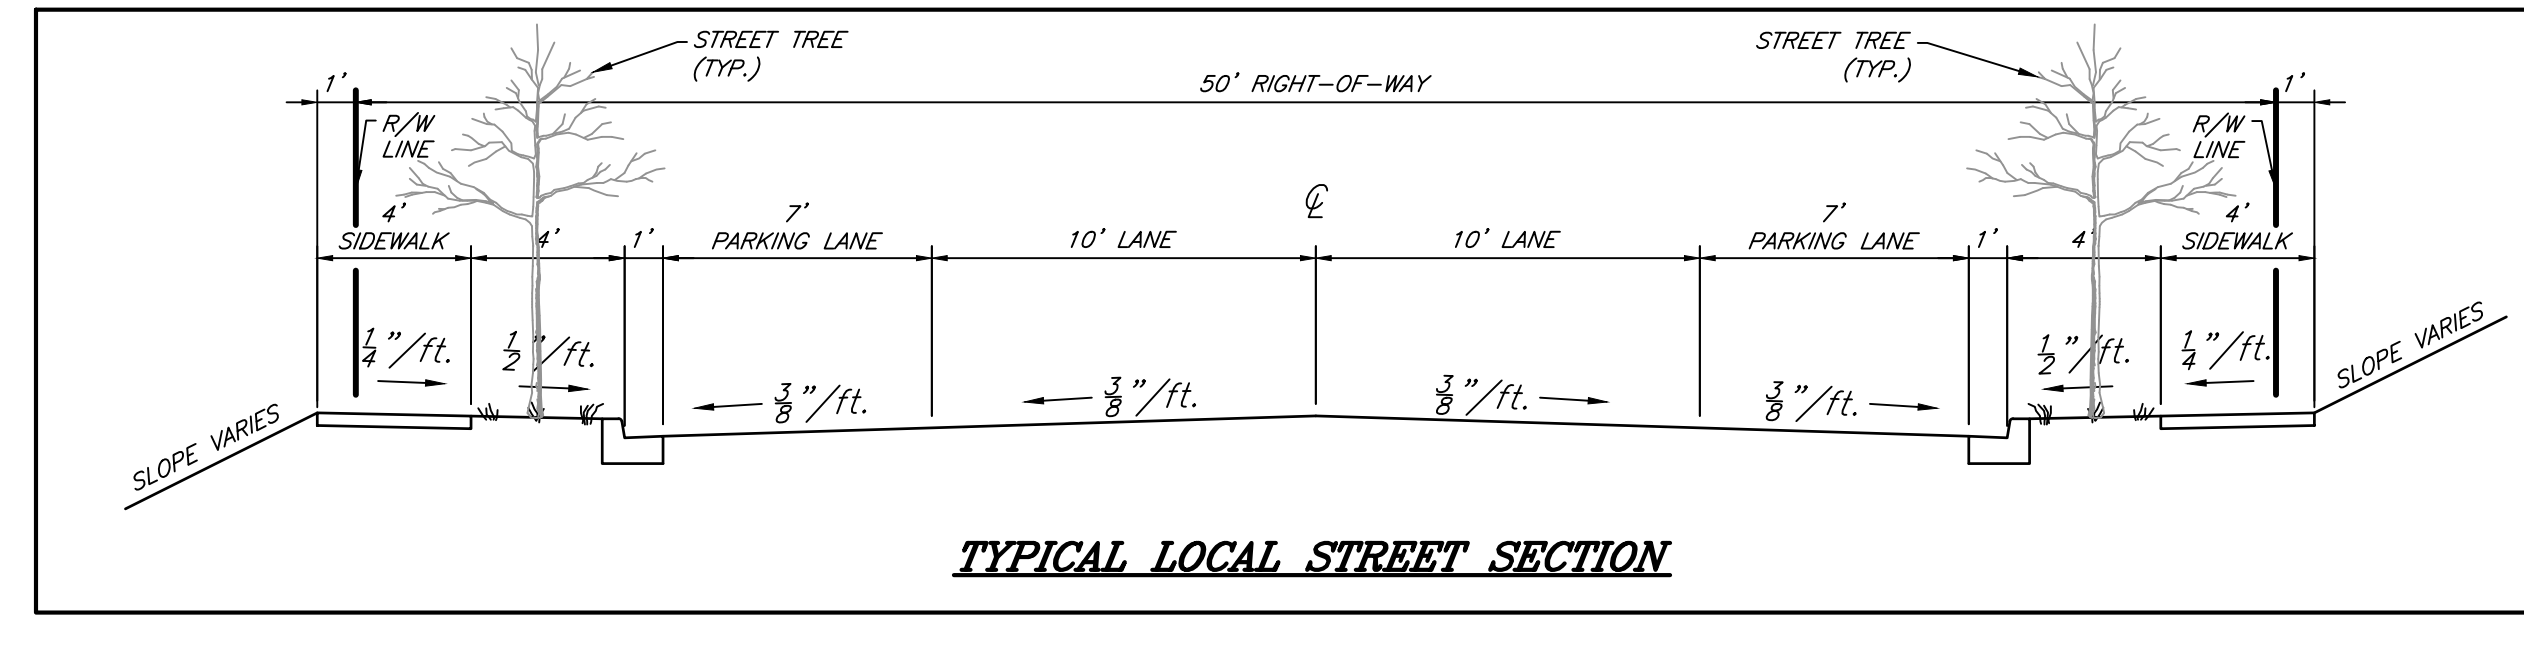 STREET TREE
(TYP.)
STREET TREE
(TYP.)
1'
50' RIGHT-OF-WAY
1'
R/W
LINE
R/W
LINE
℄
4'
SIDEWALK
4'
1'
7'
PARKING LANE
10' LANE
10' LANE
7'
PARKING LANE
1'
4'
4'
SIDEWALK
1/4"/ft.
1/2"/ft.
3/8"/ft.
3/8"/ft.
3/8"/ft.
3/8"/ft.
1/2"/ft.
1/4"/ft.
SLOPE VARIES
SLOPE VARIES
TYPICAL LOCAL STREET SECTION